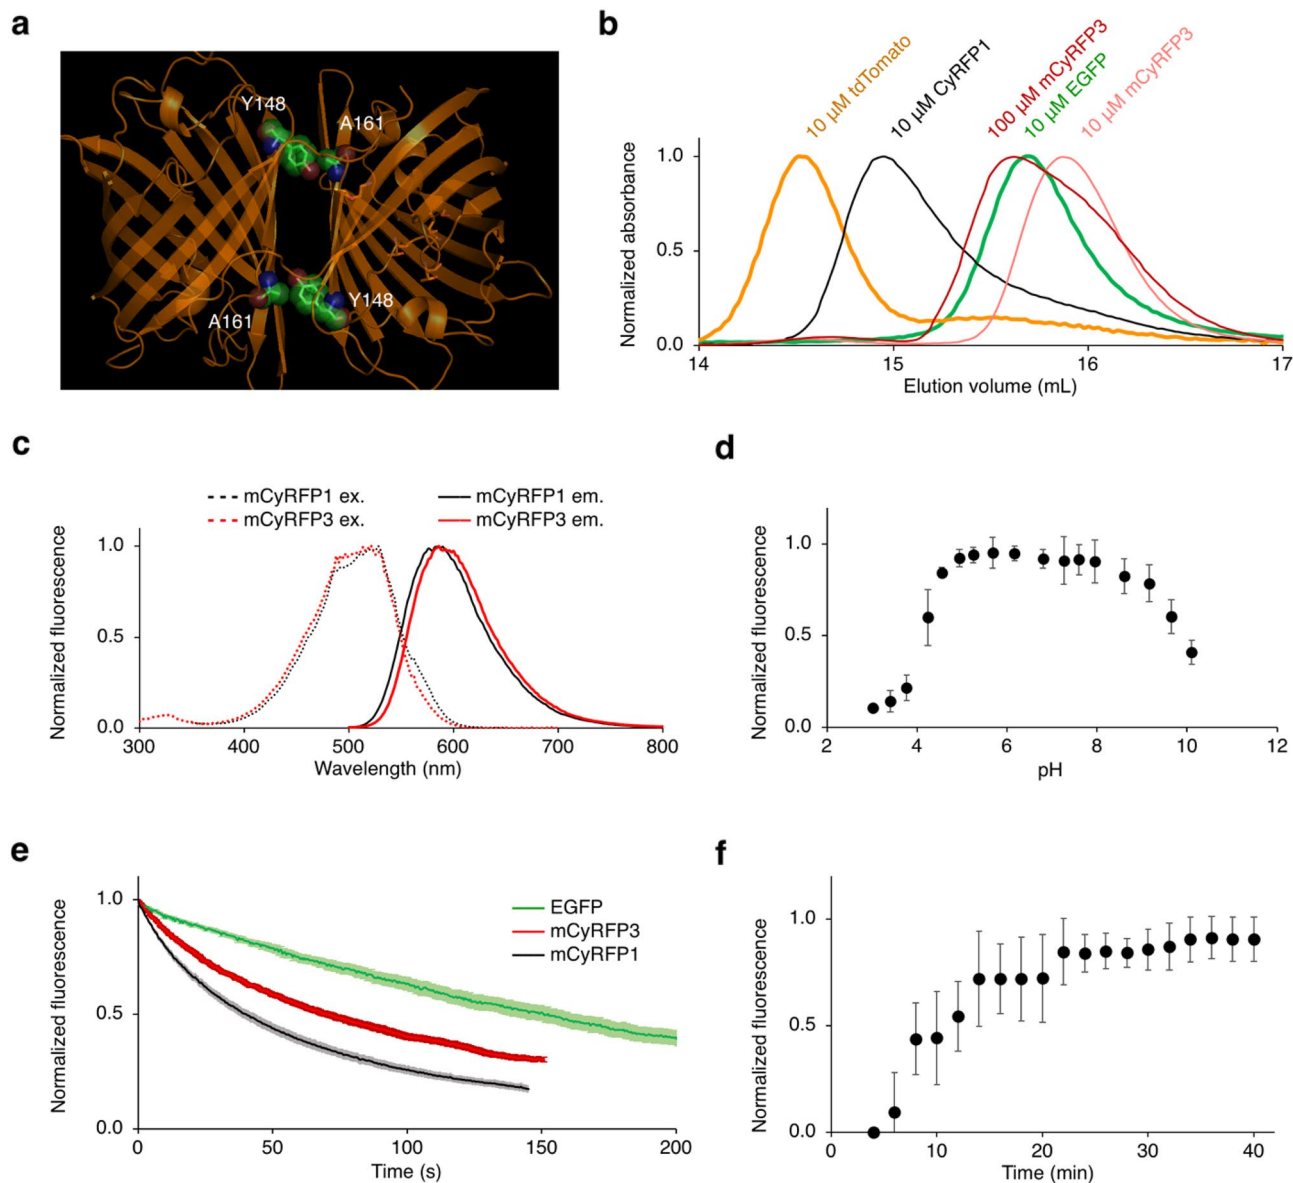 a
Y148
A161
A161
Y148
b
10 µM tdTomato
10 µM CyRFP1
100 µM mCyRFP3
10 µM EGFP
10 µM mCyRFP3
Normalized absorbance
1.0
0.5
0.0
14 15 16 17
Elution volume (mL)
c
mCyRFP1 ex.
mCyRFP1 em.
mCyRFP3 ex.
mCyRFP3 em.
Normalized fluorescence
1.0
0.5
0.0
300 400 500 600 700 800
Wavelength (nm)
d
Normalized fluorescence
1.0
0.5
0.0
2 4 6 8 10 12
pH
e
EGFP
mCyRFP3
mCyRFP1
Normalized fluorescence
1.0
0.5
0.0
0 50 100 150 200
Time (s)
f
Normalized fluorescence
1.0
0.5
0.0
0 10 20 30 40
Time (min)